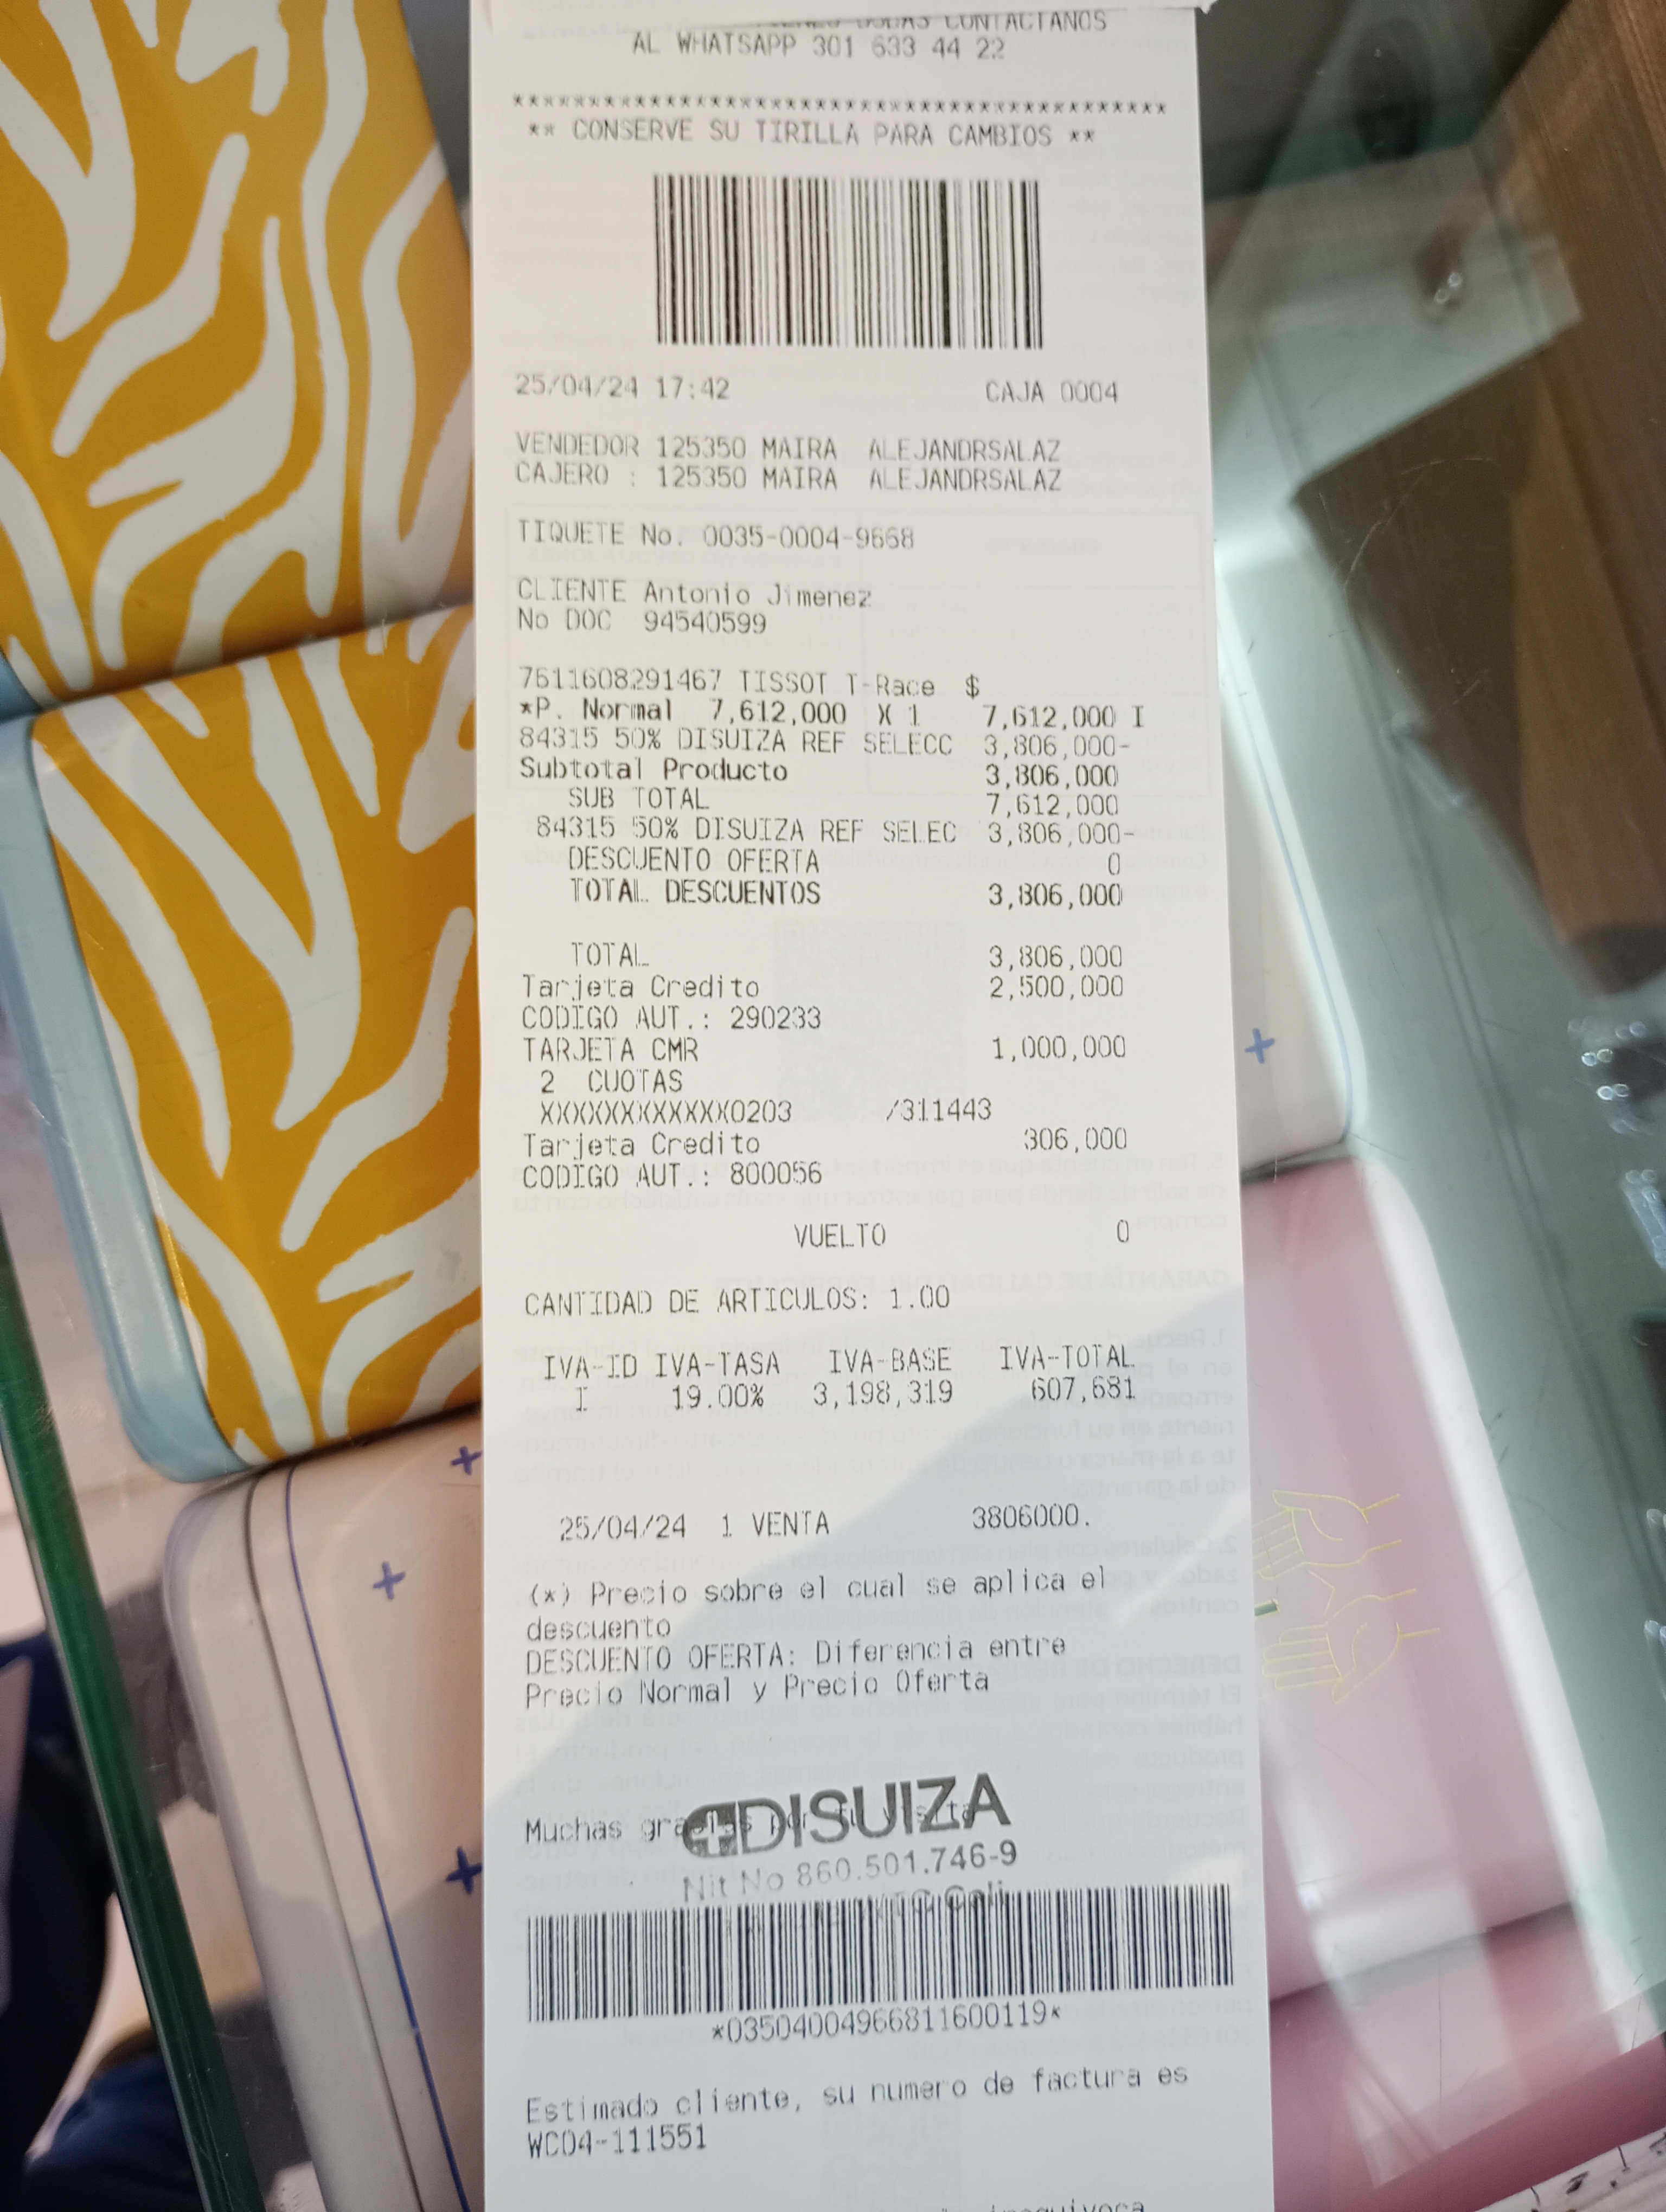 CONTACTANOS
AL WHATSAPP 301 633 44 22
*******************************************
** CONSERVE SU TIRILLA PARA CAMBIOS **
25/04/24 17:42 CAJA 0004
VENDEDOR 125350 MAIRA ALEJANDRSALAZ
CAJERO : 125350 MAIRA ALEJANDRSALAZ
TIQUETE No. 0035-0004-9668
CLIENTE Antonio Jimenez
No DOC 94540599
7611608291467 TISSOT T-Race $
*P. Normal 7,612,000 X 1 7,612,000 I
84315 50% DISUIZA REF SELECC 3,806,000-
Subtotal Producto 3,806,000
SUB TOTAL 7,612,000
84315 50% DISUIZA REF SELEC 3,806,000-
DESCUENTO OFERTA 0
TOTAL DESCUENTOS 3,806,000
TOTAL 3,806,000
Tarjeta Credito 2,500,000
CODIGO AUT.: 290233
TARJETA CMR 1,000,000
2 CUOTAS
XXXXXXXXXXXX0203 /311443
Tarjeta Credito 306,000
CODIGO AUT.: 800056
VUELTO 0
CANTIDAD DE ARTICULOS: 1.00
IVA-ID IVA-TASA IVA-BASE IVA-TOTAL
I 19.00% 3,198,319 607,681
25/04/24 1 VENTA 3806000.
(*) Precio sobre el cual se aplica el
descuento
DESCUENTO OFERTA: Diferencia entre
Precio Normal y Precio Oferta
DISUIZA
Muchas gracias por tu visita
Nit No 860.501.746-9
Cali
*03504004966811600119*
Estimado cliente, su numero de factura es
WC04-111551